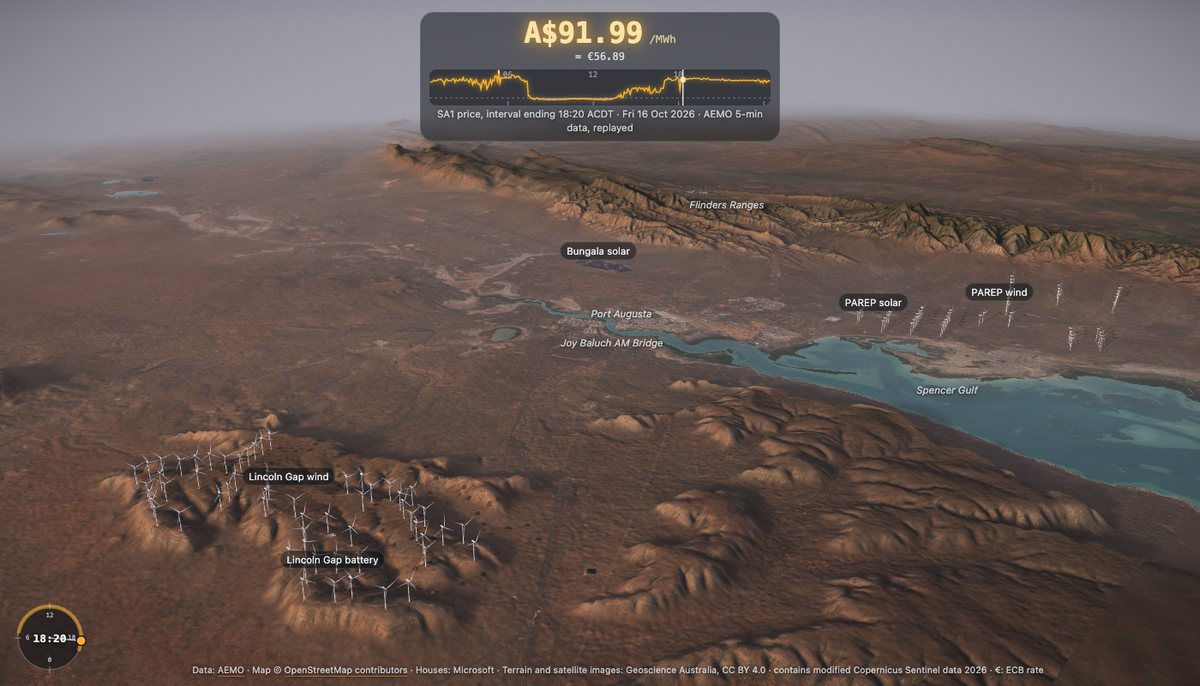 A$91.99 /MWh
≈ €56.89
06 12 18
SA1 price, interval ending 18:20 ACDT · Fri 16 Oct 2026 · AEMO 5-min
data, replayed
Flinders Ranges
Bungala solar
PAREP wind
PAREP solar
Port Augusta
Joy Baluch AM Bridge
Spencer Gulf
Lincoln Gap wind
Lincoln Gap battery
12
6 18:20 18
0
Data: AEMO · Map © OpenStreetMap contributors · Houses: Microsoft · Terrain and satellite images: Geoscience Australia, CC BY 4.0 · contains modified Copernicus Sentinel data 2026 · €: ECB rate